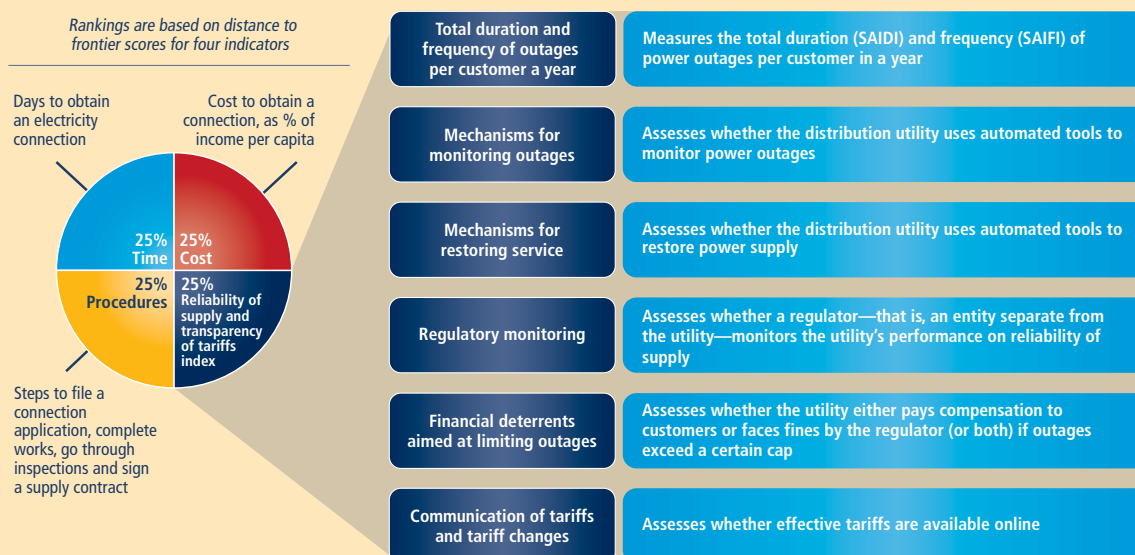 Rankings are based on distance to
frontier scores for four indicators
Days to obtain
an electricity
connection
Cost to obtain a
connection, as % of
income per capita
25%
Time
25%
Cost
25%
Procedures
25%
Reliability of
supply and
transparency
of tariffs
index
Steps to file a
connection
application, complete
works, go through
inspections and sign
a supply contract
Total duration and
frequency of outages
per customer a year
Measures the total duration (SAIDI) and frequency (SAIFI) of
power outages per customer in a year
Mechanisms for
monitoring outages
Assesses whether the distribution utility uses automated tools to
monitor power outages
Mechanisms for
restoring service
Assesses whether the distribution utility uses automated tools to
restore power supply
Regulatory monitoring
Assesses whether a regulator—that is, an entity separate from
the utility—monitors the utility's performance on reliability of
supply
Financial deterrents
aimed at limiting outages
Assesses whether the utility either pays compensation to
customers or faces fines by the regulator (or both) if outages
exceed a certain cap
Communication of tariffs
and tariff changes
Assesses whether effective tariffs are available online